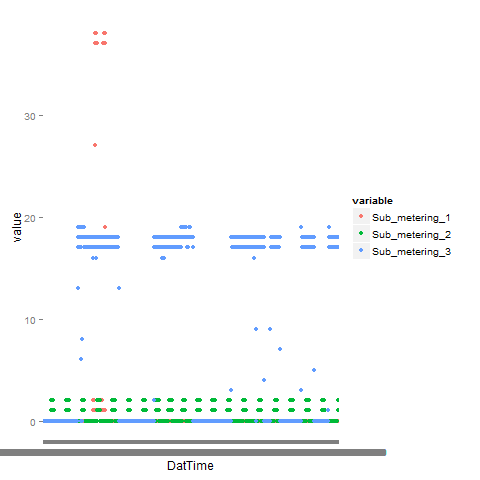 30
20
10
0
value
DatTime
variable
Sub_metering_1
Sub_metering_2
Sub_metering_3